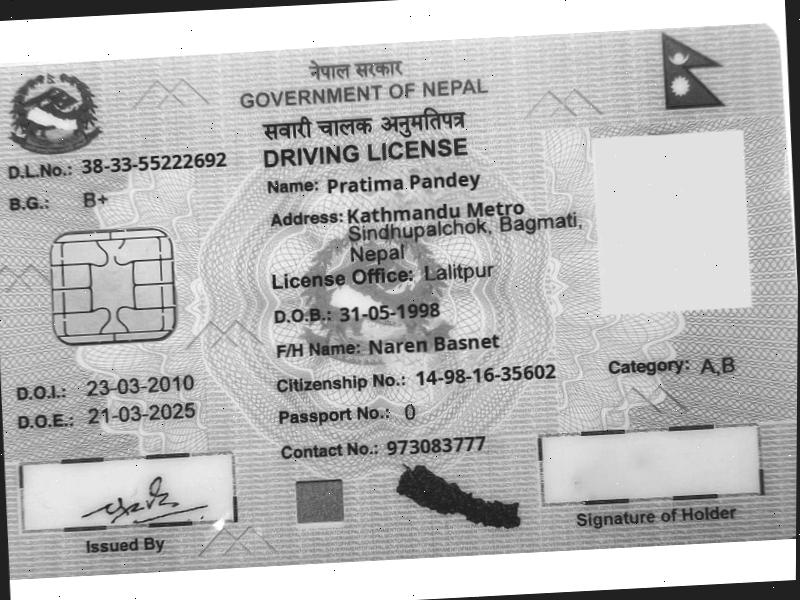 नेपाल सरकार
GOVERNMENT OF NEPAL
सवारी चालक अनुमतिपत्र
DRIVING LICENSE
D.L.No.: 38-33-55222692
B.G.: B+
Name: Pratima Pandey
Address: Kathmandu Metro
Sindhupalchok, Bagmati,
Nepal
License Office: Lalitpur
D.O.B.: 31-05-1998
F/H Name: Naren Basnet
Citizenship No.: 14-98-16-35602
Category: A,B
D.O.I.: 23-03-2010
D.O.E.: 21-03-2025
Passport No.: 0
Contact No.: 973083777
Issued By
Signature of Holder